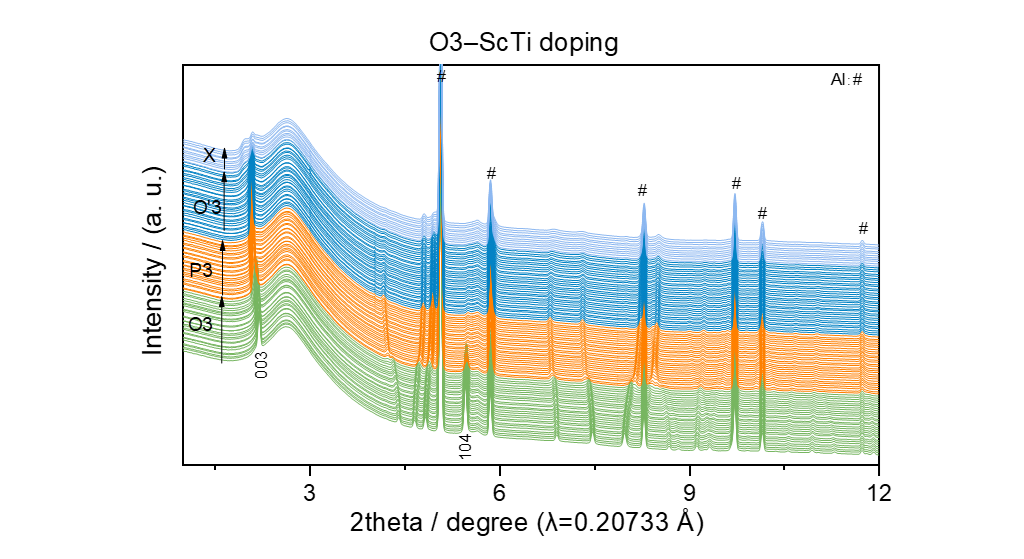 O3–ScTi doping
Al:#
#
#
#
#
#
#
X
O'3
P3
O3
003
104
Intensity / (a. u.)
3
6
9
12
2theta / degree (λ=0.20733 Å)